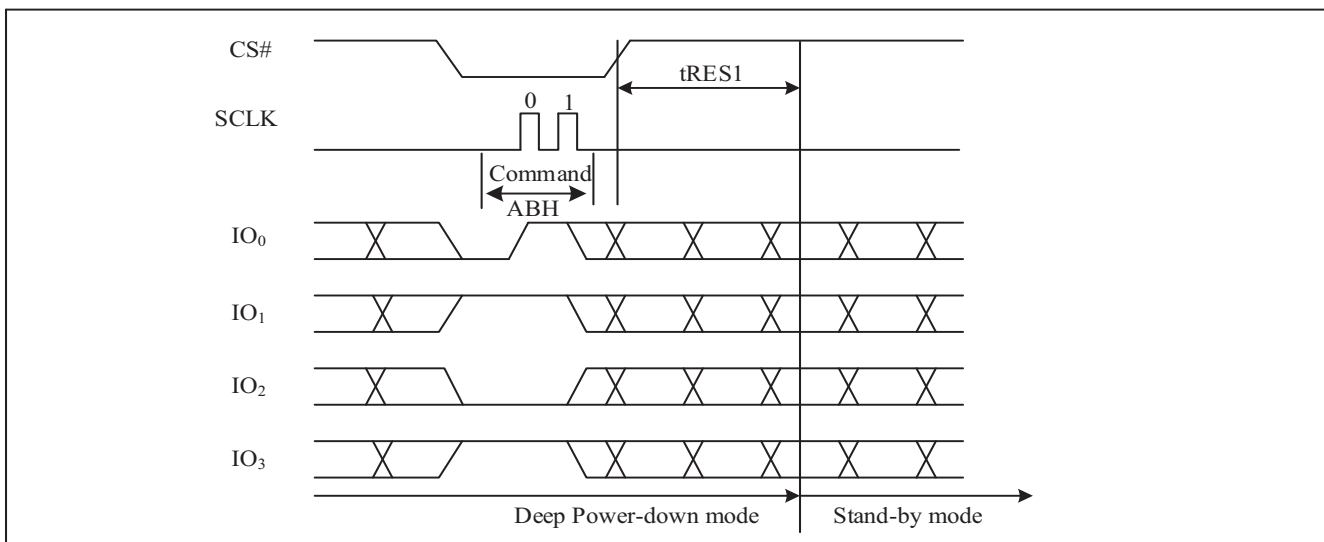 CS#
tRES1
0 1
SCLK
Command
ABH
IO₀
IO₁
IO₂
IO₃
Deep Power-down mode Stand-by mode